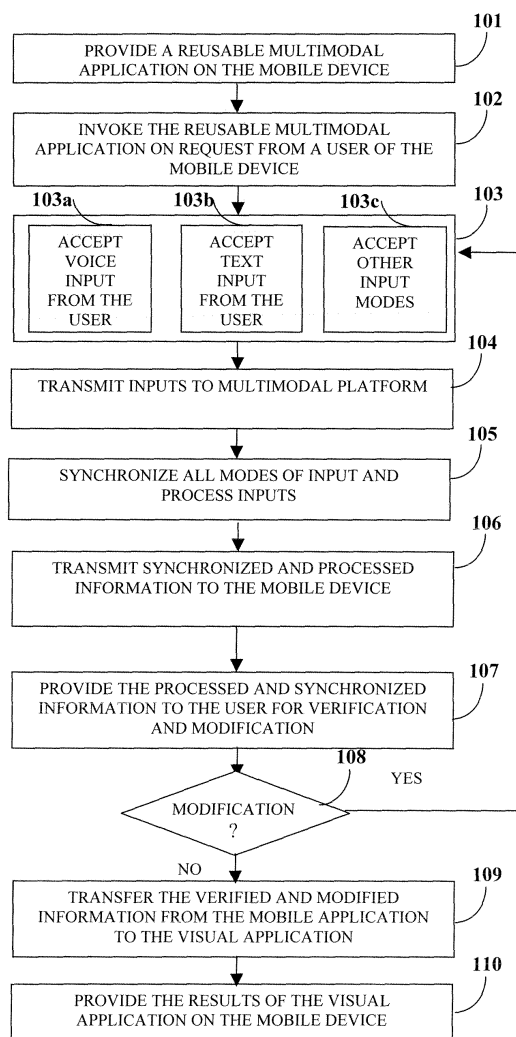 101
PROVIDE A REUSABLE MULTIMODAL
APPLICATION ON THE MOBILE DEVICE
102
INVOKE THE REUSABLE MULTIMODAL
APPLICATION ON REQUEST FROM A USER OF THE
MOBILE DEVICE
103a
103b
103c
103
ACCEPT
VOICE
INPUT
FROM THE
USER
ACCEPT
TEXT
INPUT
FROM THE
USER
ACCEPT
OTHER
INPUT
MODES
104
TRANSMIT INPUTS TO MULTIMODAL PLATFORM
105
SYNCHRONIZE ALL MODES OF INPUT AND
PROCESS INPUTS
106
TRANSMIT SYNCHRONIZED AND PROCESSED
INFORMATION TO THE MOBILE DEVICE
107
PROVIDE THE PROCESSED AND SYNCHRONIZED
INFORMATION TO THE USER FOR VERIFICATION
AND MODIFICATION
108
YES
MODIFICATION
?
NO
109
TRANSFER THE VERIFIED AND MODIFIED
INFORMATION FROM THE MOBILE APPLICATION
TO THE VISUAL APPLICATION
110
PROVIDE THE RESULTS OF THE VISUAL
APPLICATION ON THE MOBILE DEVICE